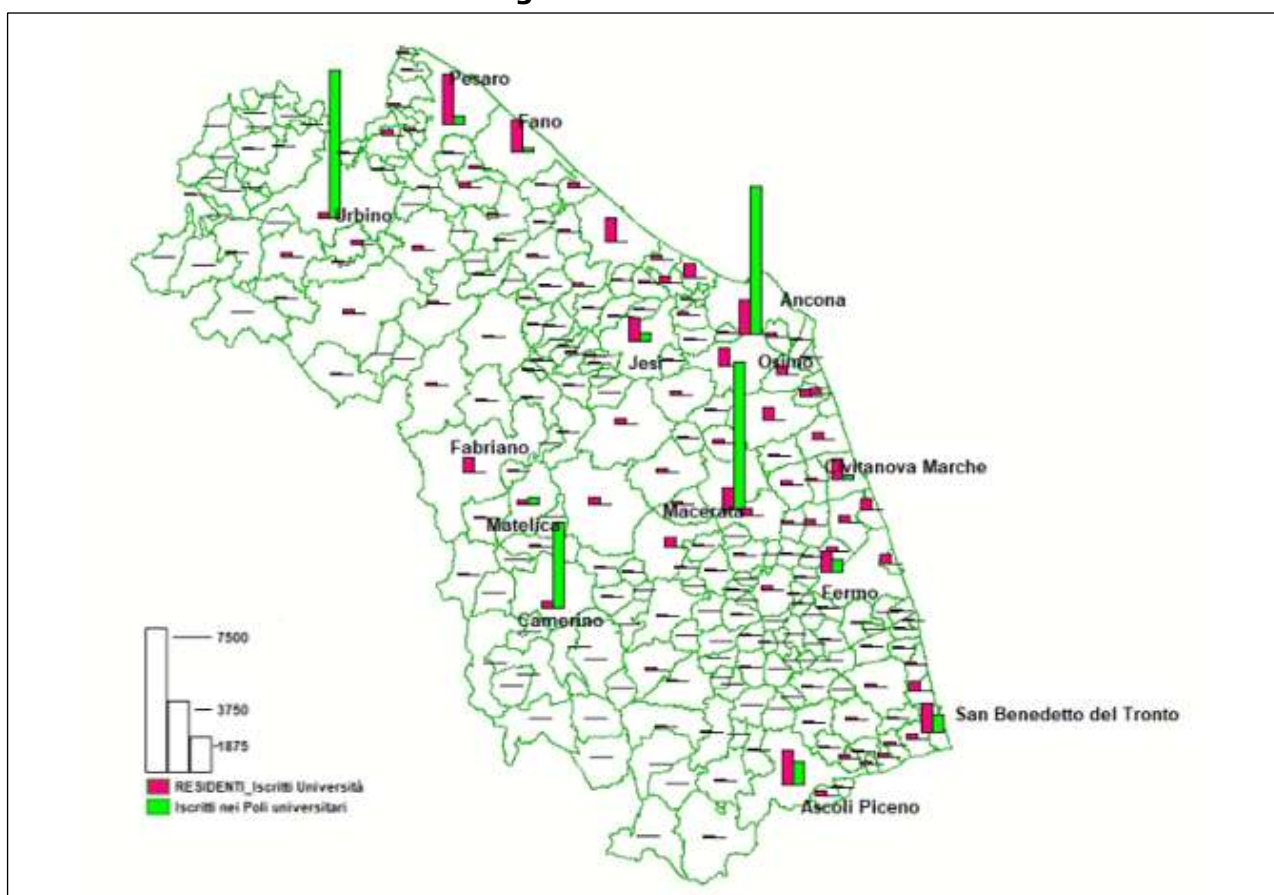 Pesaro
Fano
Urbino
Ancona
Jesi
Osimo
Fabriano
Civitanova Marche
Macerata
Matelica
Fermo
Camerino
7500
3750
1875
San Benedetto del Tronto
RESIDENTI_Iscritti Università
Iscritti nei Poli universitari
Ascoli Piceno